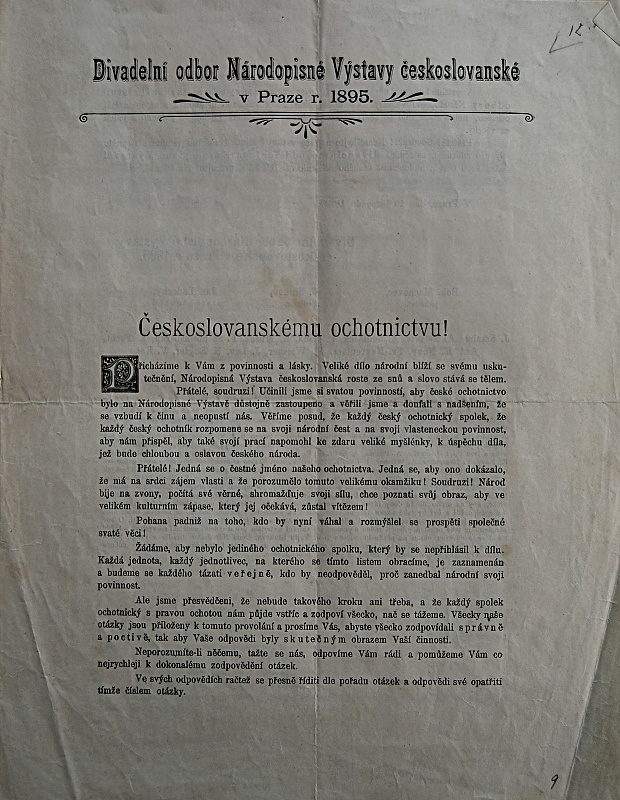 12.
Divadelní odbor Národopisné Výstavy českoslovanské
v Praze r. 1895.
Českoslovanskému ochotnictvu!
Přicházíme k Vám z povinnosti a lásky. Veliké dílo národní blíží se svému usku-
tečnění, Národopisná Výstava českoslovanská roste ze snů a slovo stává se tělem.
Přátelé, soudruzi! Učinili jsme si svatou povinností, aby české ochotnictvo
bylo na Národopisné Výstavě důstojně zastoupeno a věřili jsme a doufali s nadšením, že
se vzbudí k činu a neopustí nás. Věříme posud, že každý český ochotnický spolek, že
každý český ochotník rozpomene se na svoji národní čest a na svoji vlasteneckou povinnost,
aby nám přispěl, aby také svojí prací napomohl ke zdaru veliké myšlénky, k úspěchu díla,
jež bude chloubou a oslavou českého národa.
Přátelé! Jedná se o čestné jméno našeho ochotnictva. Jedná se, aby ono dokázalo,
že má na srdci zájem vlasti a že porozumělo tomuto velikému okamžiku! Soudruzi! Národ
bije na zvony, počítá své věrné, shromažďuje svoji sílu, chce poznati svůj obraz, aby ve
velikém kulturním zápase, který jej očekává, zůstal vítězem!
Pohana padniž na toho, kdo by nyní váhal a rozmýšlel se prospěti společné
svaté věci!
Žádáme, aby nebylo jediného ochotnického spolku, který by se nepřihlásil k dílu.
Každá jednota, každý jednotlivec, na kterého se tímto listem obracíme, je zaznamenán
a budeme se každého tázati veřejně, kdo by neodpověděl, proč zanedbal národní svoji
povinnost.
Ale jsme přesvědčeni, že nebude takového kroku ani třeba, a že každý spolek
ochotnický s pravou ochotou nám půjde vstříc a zodpoví všecko, nač se tážeme. Všecky naše
otázky jsou přiloženy k tomuto provolání a prosíme Vás, abyste všecko zodpovídali správně
a poctivě, tak aby Vaše odpovědi byly skutečným obrazem Vaší činnosti.
Neporozumíte-li něčemu, tažte se nás, odpovíme Vám rádi a pomůžeme Vám co
nejrychleji k dokonalému zodpovědění otázek.
Ve svých odpovědích račtež se přesně říditi dle pořadu otázek a odpovědi své opatřiti
tímže číslem otázky.
9